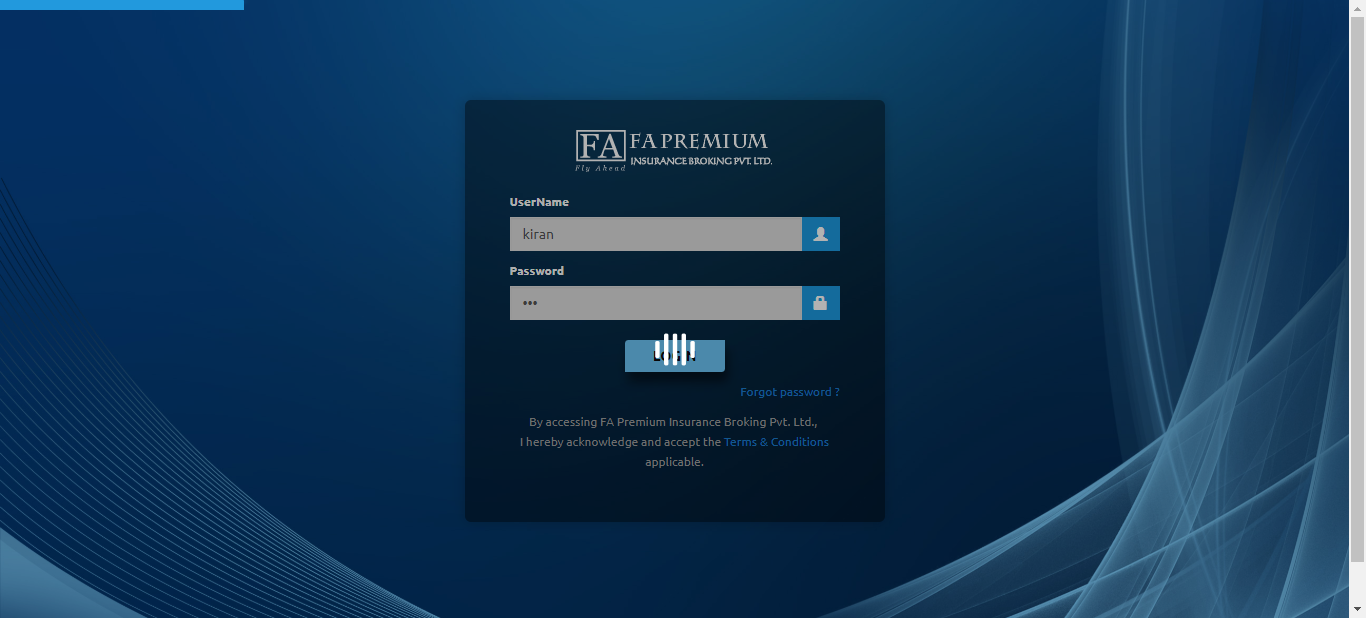 FA
Fly Ahead
FA PREMIUM
INSURANCE BROKING PVT. LTD.
UserName
kiran
Password
•••
LOGIN
Forgot password ?
By accessing FA Premium Insurance Broking Pvt. Ltd.,
I hereby acknowledge and accept the Terms & Conditions
applicable.